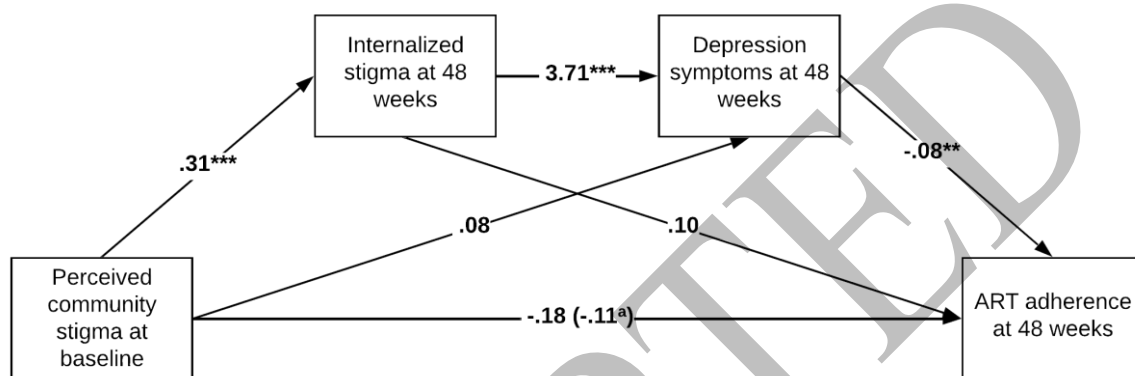 Internalized
stigma at 48
weeks
3.71***
Depression
symptoms at 48
weeks
.31***
-.08**
.08
.10
Perceived
community
stigma at
baseline
-.18 (-.11ᵃ)
ART adherence
at 48 weeks